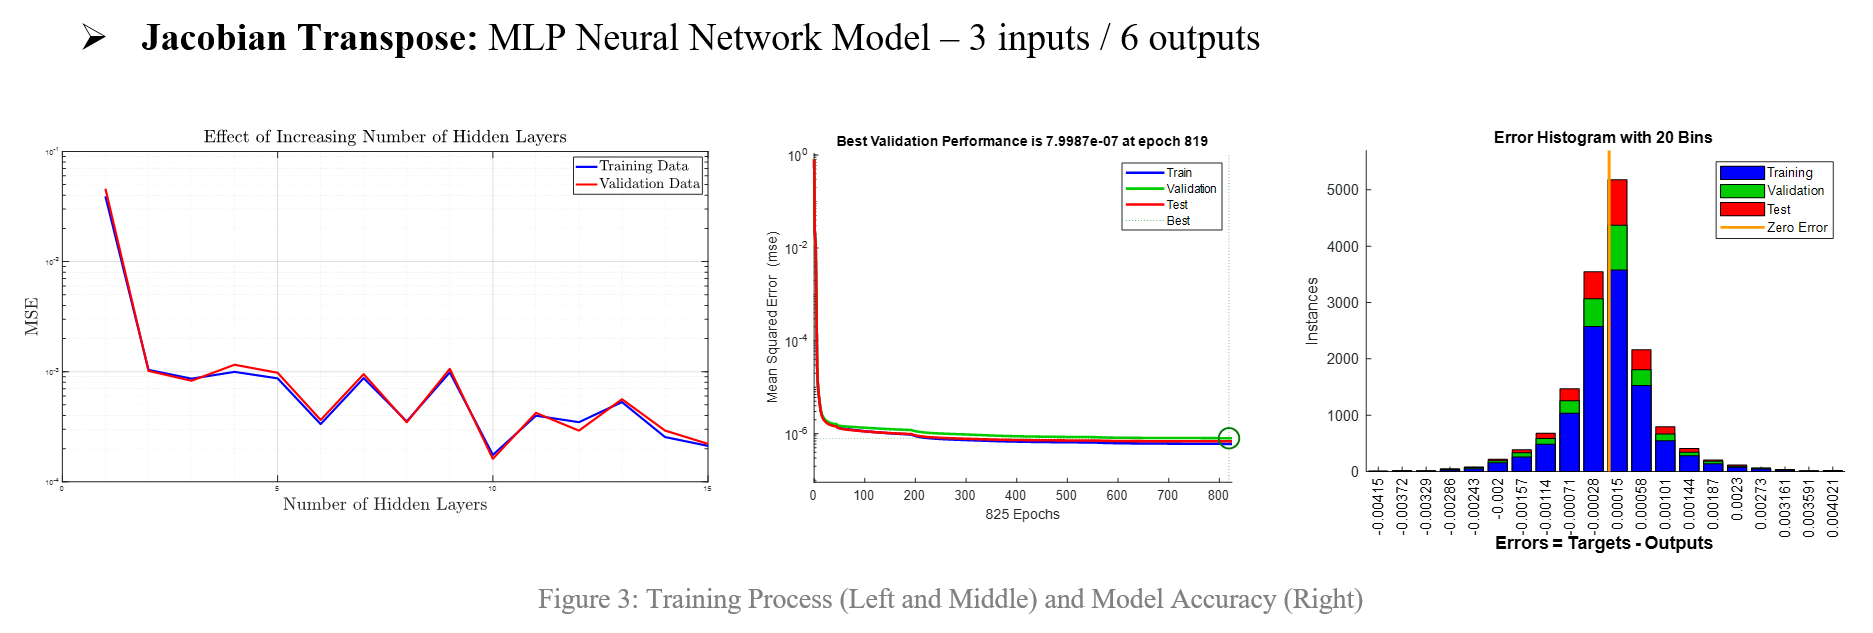 ➢ Jacobian Transpose: MLP Neural Network Model – 3 inputs / 6 outputs
Effect of Increasing Number of Hidden Layers
MSE
10^-1
10^-2
10^-3
10^-4
0 5 10 15
Number of Hidden Layers
Training Data
Validation Data
Best Validation Performance is 7.9987e-07 at epoch 819
Mean Squared Error (mse)
10^0
10^-2
10^-4
10^-6
0 100 200 300 400 500 600 700 800
825 Epochs
Train
Validation
Test
Best
Error Histogram with 20 Bins
Instances
5000
4000
3000
2000
1000
0
Training
Validation
Test
Zero Error
-0.00415
-0.00372
-0.00329
-0.00286
-0.00243
-0.002
-0.00157
-0.00114
-0.00071
-0.00028
0.00015
0.00058
0.00101
0.00144
0.00187
0.0023
0.00273
0.003161
0.003591
0.004021
Errors = Targets - Outputs
Figure 3: Training Process (Left and Middle) and Model Accuracy (Right)